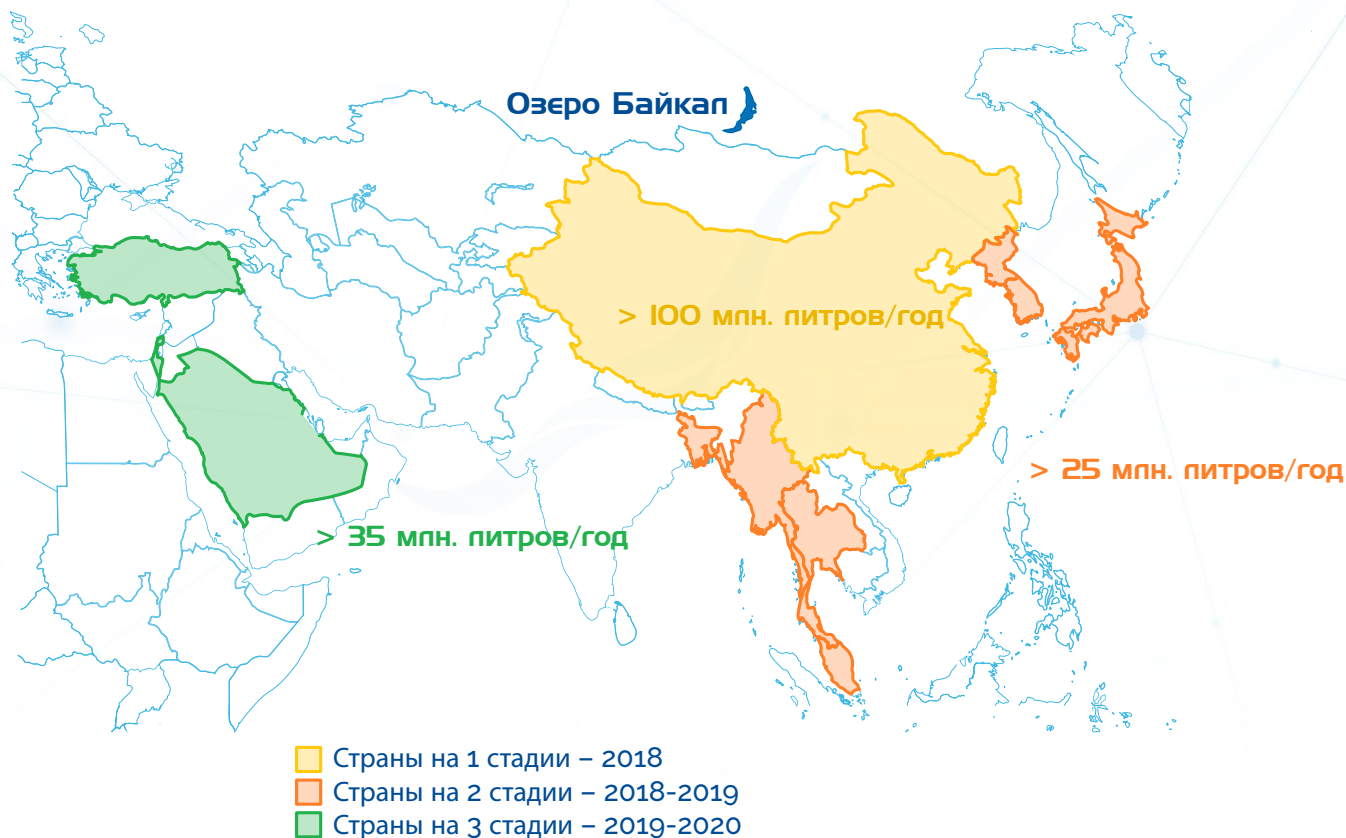 Озеро Байкал
> 100 млн. литров/год
> 25 млн. литров/год
> 35 млн. литров/год
Страны на 1 стадии – 2018
Страны на 2 стадии – 2018-2019
Страны на 3 стадии – 2019-2020